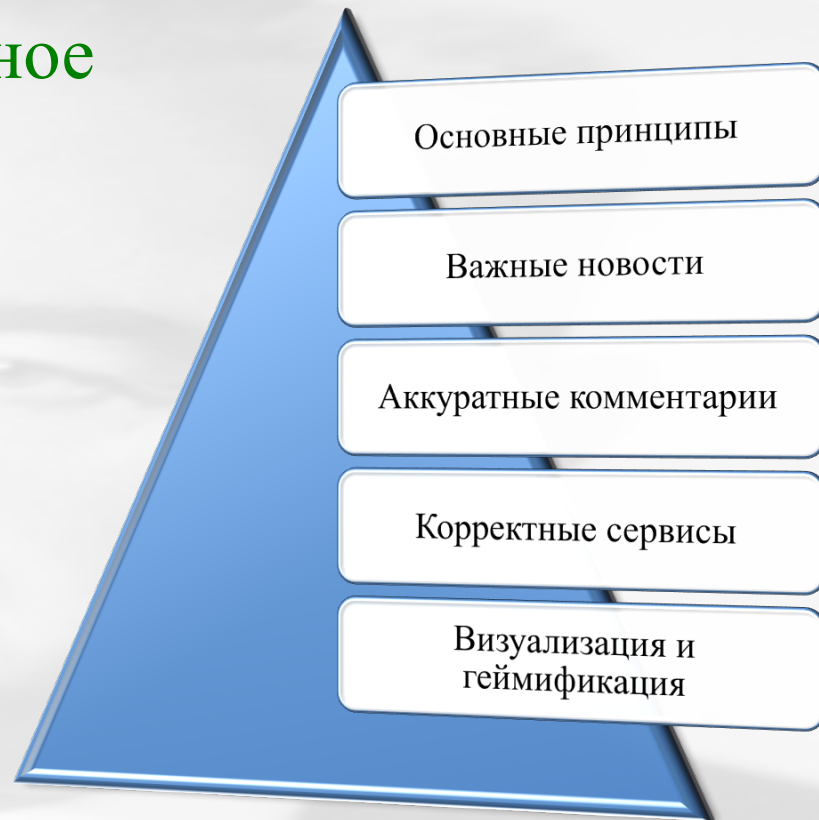 ное
Основные принципы
Важные новости
Аккуратные комментарии
Корректные сервисы
Визуализация и
геймификация